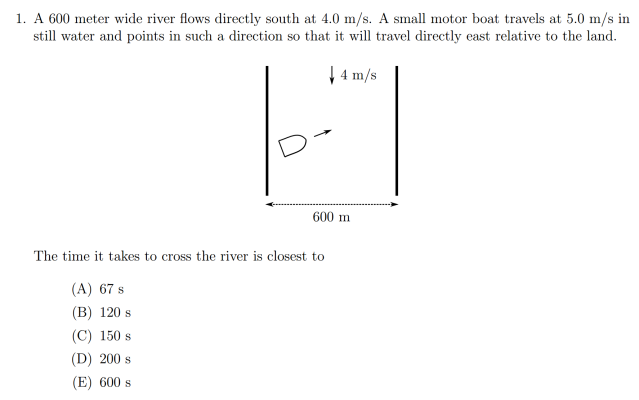 1. A 600 meter wide river flows directly south at 4.0 m/s. A small motor boat travels at 5.0 m/s in
still water and points in such a direction so that it will travel directly east relative to the land.
4 m/s
600 m
The time it takes to cross the river is closest to
(A) 67 s
(B) 120 s
(C) 150 s
(D) 200 s
(E) 600 s